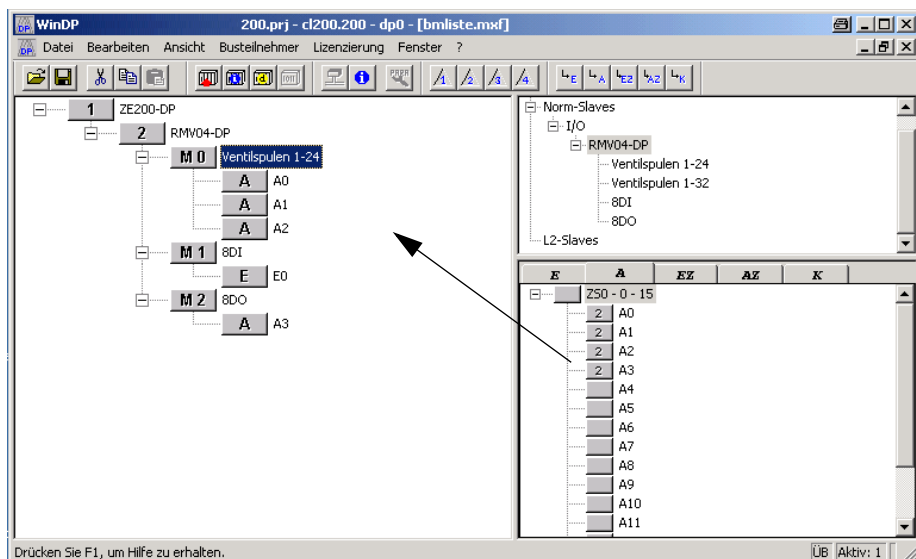 WinDP 200.prj - cl200.200 - dp0 - [bmliste.mxf]
Datei Bearbeiten Ansicht Busteilnehmer Lizenzierung Fenster ?
1 ZE200-DP
2 RMV04-DP
M 0 Ventilspulen 1-24
A A0
A A1
A A2
M 1 8DI
E E0
M 2 8DO
A A3
Norm-Slaves
I/O
RMV04-DP
Ventilspulen 1-24
Ventilspulen 1-32
8DI
8DO
L2-Slaves
E A EZ AZ K
Z50 - 0 - 15
2 A0
2 A1
2 A2
2 A3
A4
A5
A6
A7
A8
A9
A10
A11
Drücken Sie F1, um Hilfe zu erhalten.
ÜB Aktiv: 1